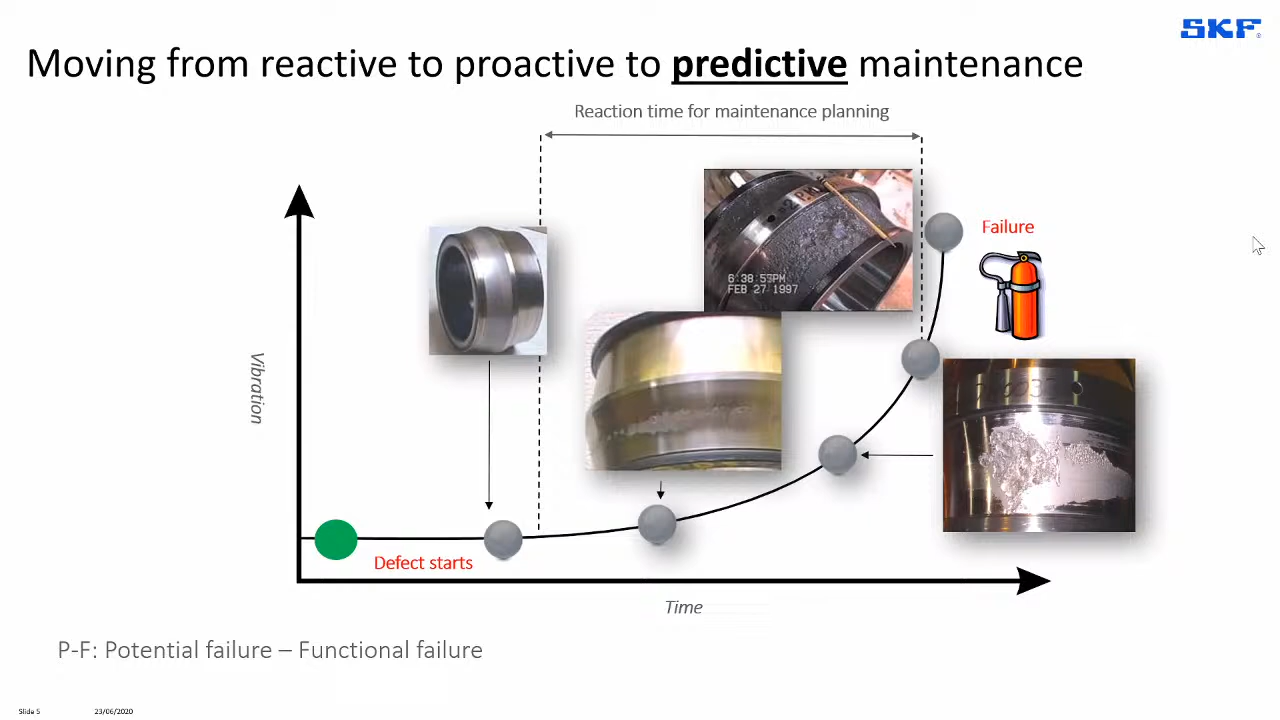 SKF
Moving from reactive to proactive to predictive maintenance
Reaction time for maintenance planning
6:38:55PM
FEB 27 1997
Failure
Vibration
Defect starts
Time
P-F: Potential failure – Functional failure
Slide 5
23/06/2020